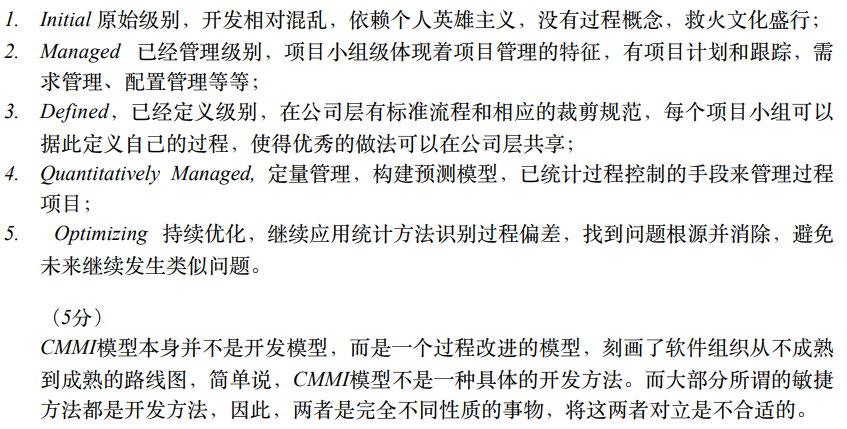 1. Initial 原始级别，开发相对混乱，依赖个人英雄主义，没有过程概念，救火文化盛行；
2. Managed 已经管理级别，项目小组级体现着项目管理的特征，有项目计划和跟踪，需
求管理、配置管理等等；
3. Defined，已经定义级别，在公司层有标准流程和相应的裁剪规范，每个项目小组可以
据此定义自己的过程，使得优秀的做法可以在公司层共享；
4. Quantitatively Managed, 定量管理，构建预测模型，已统计过程控制的手段来管理过程
项目；
5. Optimizing 持续优化，继续应用统计方法识别过程偏差，找到问题根源并消除，避免
未来继续发生类似问题。
（5分）
CMMI模型本身并不是开发模型，而是一个过程改进的模型，刻画了软件组织从不成熟
到成熟的路线图，简单说，CMMI模型不是一种具体的开发方法。而大部分所谓的敏捷
方法都是开发方法，因此，两者是完全不同性质的事物，将这两者对立是不合适的。